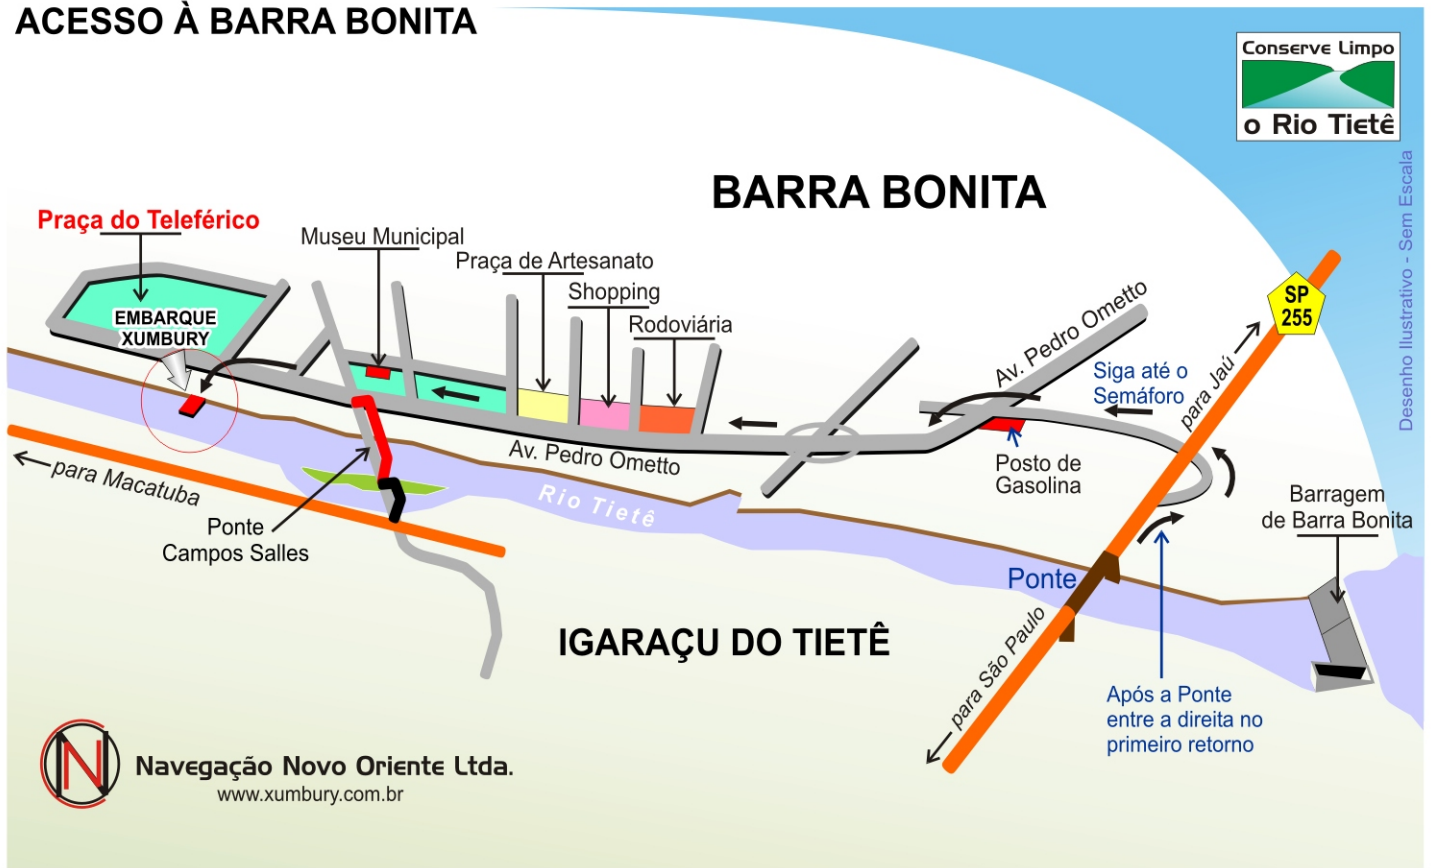 ACESSO À BARRA BONITA
Conserve Limpo
o Rio Tietê
Desenho Ilustrativo - Sem Escala
BARRA BONITA
Praça do Teleférico
Museu Municipal
Praça de Artesanato
Shopping
Rodoviária
EMBARQUE
XUMBURY
Av. Pedro Ometto
SP
255
para Jaú
Siga até o
Semáforo
Posto de
Gasolina
Av. Pedro Ometto
para Macatuba
Ponte
Campos Salles
Rio Tietê
Barragem
de Barra Bonita
Ponte
IGARAÇU DO TIETÊ
para São Paulo
Após a Ponte
entre a direita no
primeiro retorno
N
Navegação Novo Oriente Ltda.
www.xumbury.com.br